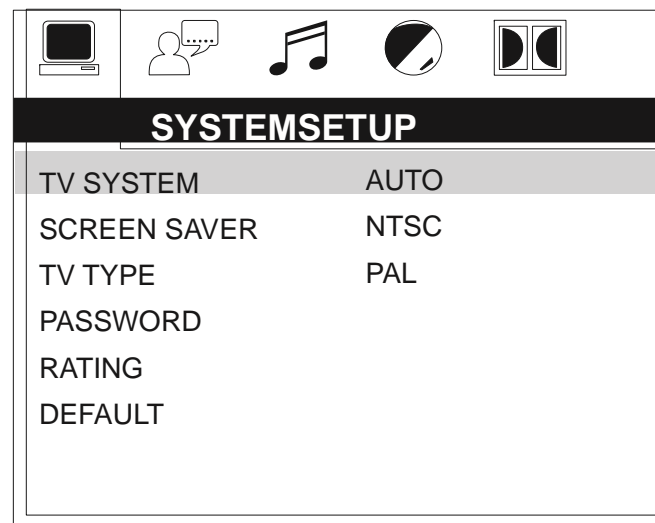 SYSTEMSETUP
TV SYSTEM AUTO
SCREEN SAVER NTSC
TV TYPE PAL
PASSWORD
RATING
DEFAULT